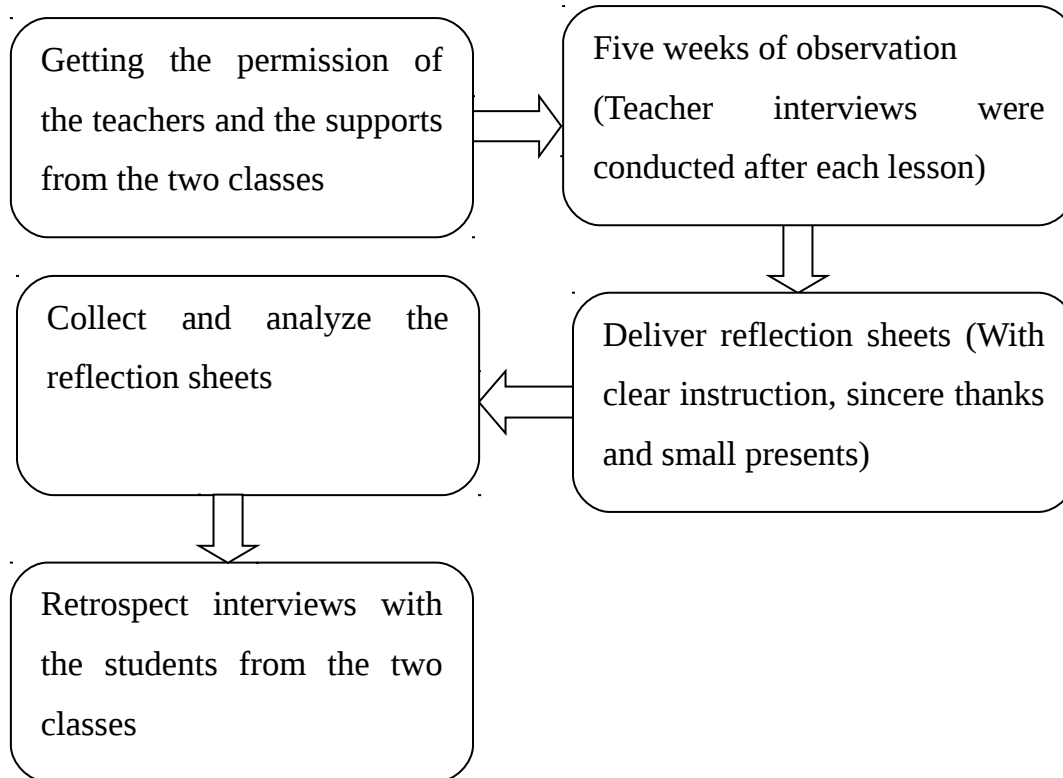 Getting the permission of
the teachers and the supports
from the two classes
Five weeks of observation
(Teacher interviews were
conducted after each lesson)
Deliver reflection sheets (With
clear instruction, sincere thanks
and small presents)
Collect and analyze the
reflection sheets
Retrospect interviews with
the students from the two
classes